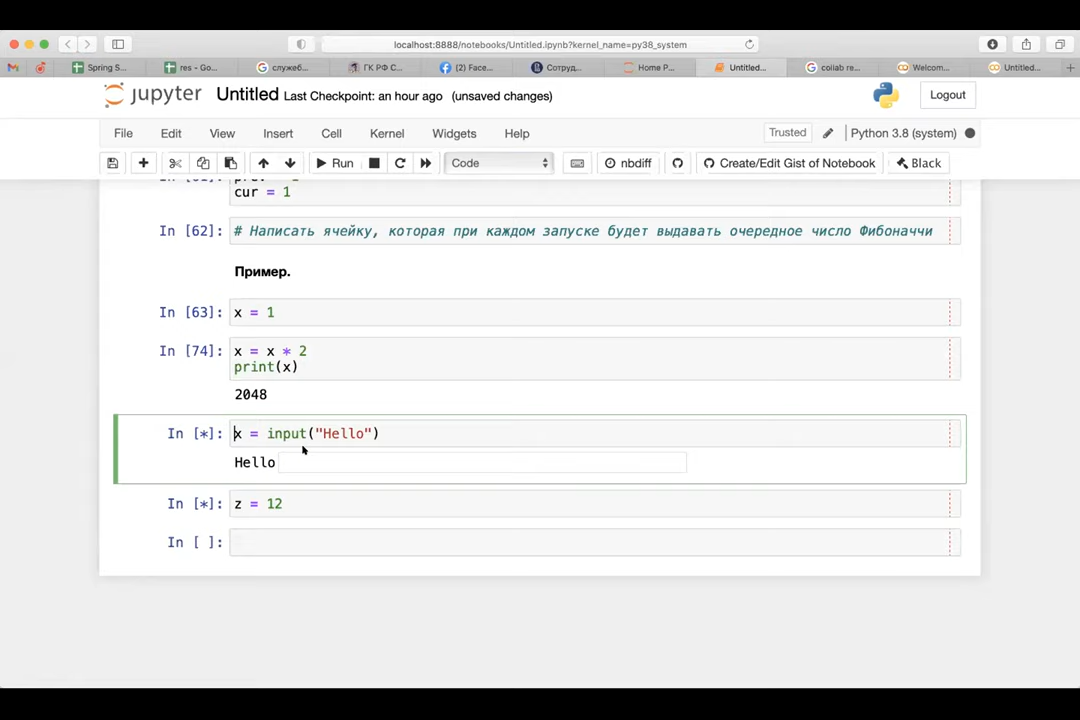 localhost:8888/notebooks/Untitled.ipynb?kernel_name=py38_system
Spring S...
res - Go...
служеб...
ГК РФ С...
(2) Face...
Сотруд...
Home P...
Untitled...
collab re...
Welcom...
Untitled...
jupyter Untitled Last Checkpoint: an hour ago (unsaved changes)
Logout
File Edit View Insert Cell Kernel Widgets Help
Trusted
Python 3.8 (system)
Run
Code
nbdiff
Create/Edit Gist of Notebook
Black
cur = 1
In [62]: # Написать ячейку, которая при каждом запуске будет выдавать очередное число Фибоначчи
Пример.
In [63]: x = 1
In [74]: x = x * 2
print(x)
2048
In [*]: x = input("Hello")
Hello
In [*]: z = 12
In [ ]: